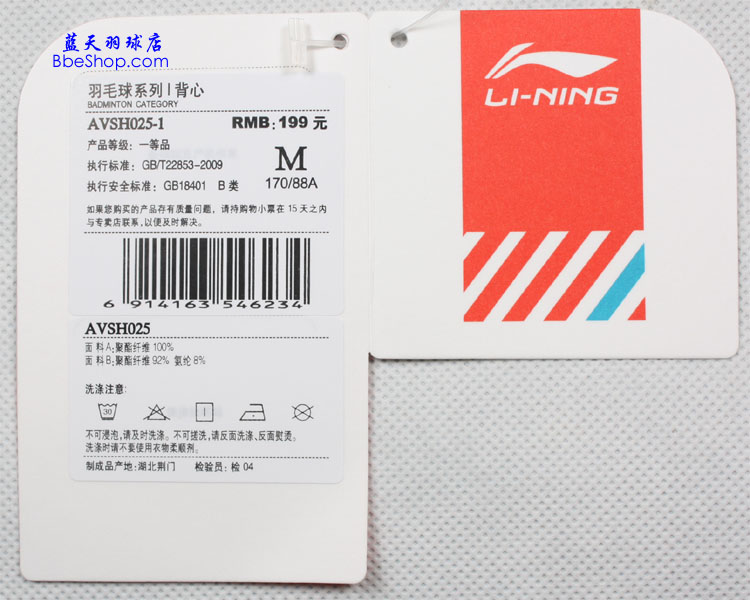 蓝天羽球店
BbeShop.com
羽毛球系列 | 背心
BADMINTON CATEGORY
AVSH025-1 RMB: 199 元
产品等级: 一等品
执行标准: GB/T22853-2009
M
执行安全标准: GB18401 B 类
170/88A
如果您购买的产品存有质量问题, 请持购物小票在 15 天之内
与专卖店联系, 以便及时解决。
6 914163 546234
AVSH025
面 料 A: 聚酯纤维 100%
面 料 B: 聚酯纤维 92% 氨纶 8%
洗涤注意:
30
不可浸泡, 请及时洗涤。不可搓洗, 请反面洗涤、反面熨烫。
洗涤时请不要使用衣物柔顺剂。
制成品产地: 湖北荆门 检验员: 检 04
LI-NING